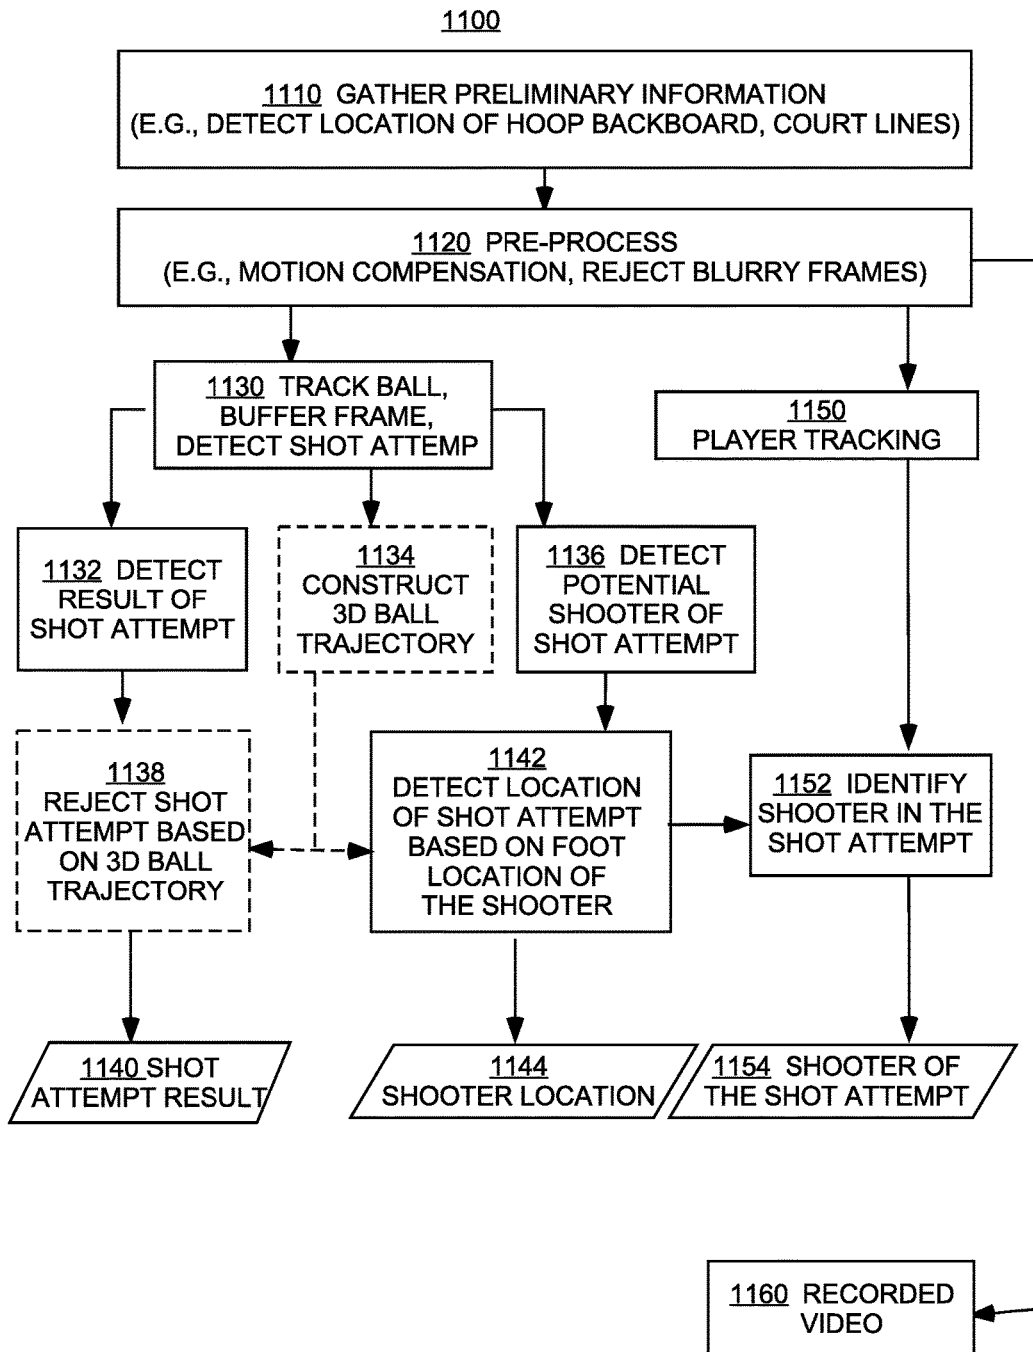 1100
1110 GATHER PRELIMINARY INFORMATION
(E.G., DETECT LOCATION OF HOOP BACKBOARD, COURT LINES)
1120 PRE-PROCESS
(E.G., MOTION COMPENSATION, REJECT BLURRY FRAMES)
1130 TRACK BALL,
BUFFER FRAME,
DETECT SHOT ATTEMP
1150
PLAYER TRACKING
1132 DETECT
RESULT OF
SHOT ATTEMPT
1134
CONSTRUCT
3D BALL
TRAJECTORY
1136 DETECT
POTENTIAL
SHOOTER OF
SHOT ATTEMPT
1138
REJECT SHOT
ATTEMPT BASED
ON 3D BALL
TRAJECTORY
1142
DETECT LOCATION
OF SHOT ATTEMPT
BASED ON FOOT
LOCATION OF
THE SHOOTER
1152 IDENTIFY
SHOOTER IN THE
SHOT ATTEMPT
1140 SHOT
ATTEMPT RESULT
1144
SHOOTER LOCATION
1154 SHOOTER OF
THE SHOT ATTEMPT
1160 RECORDED
VIDEO